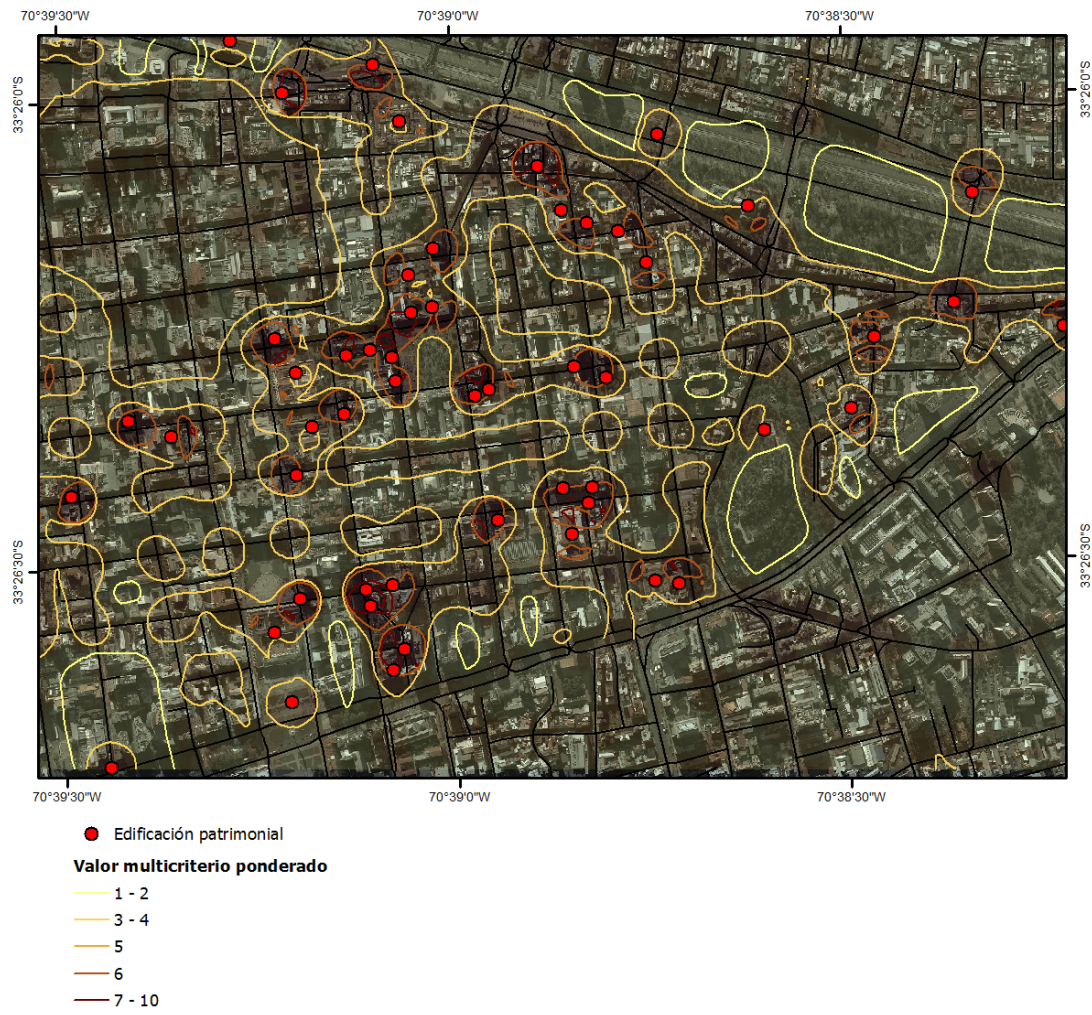 70°39'30"W 70°39'0"W 70°38'30"W
33°26'0"S 33°26'0"S
33°26'30"S 33°26'30"S
70°39'30"W 70°39'0"W 70°38'30"W
Edificación patrimonial
Valor multicriterio ponderado
1 - 2
3 - 4
5
6
7 - 10